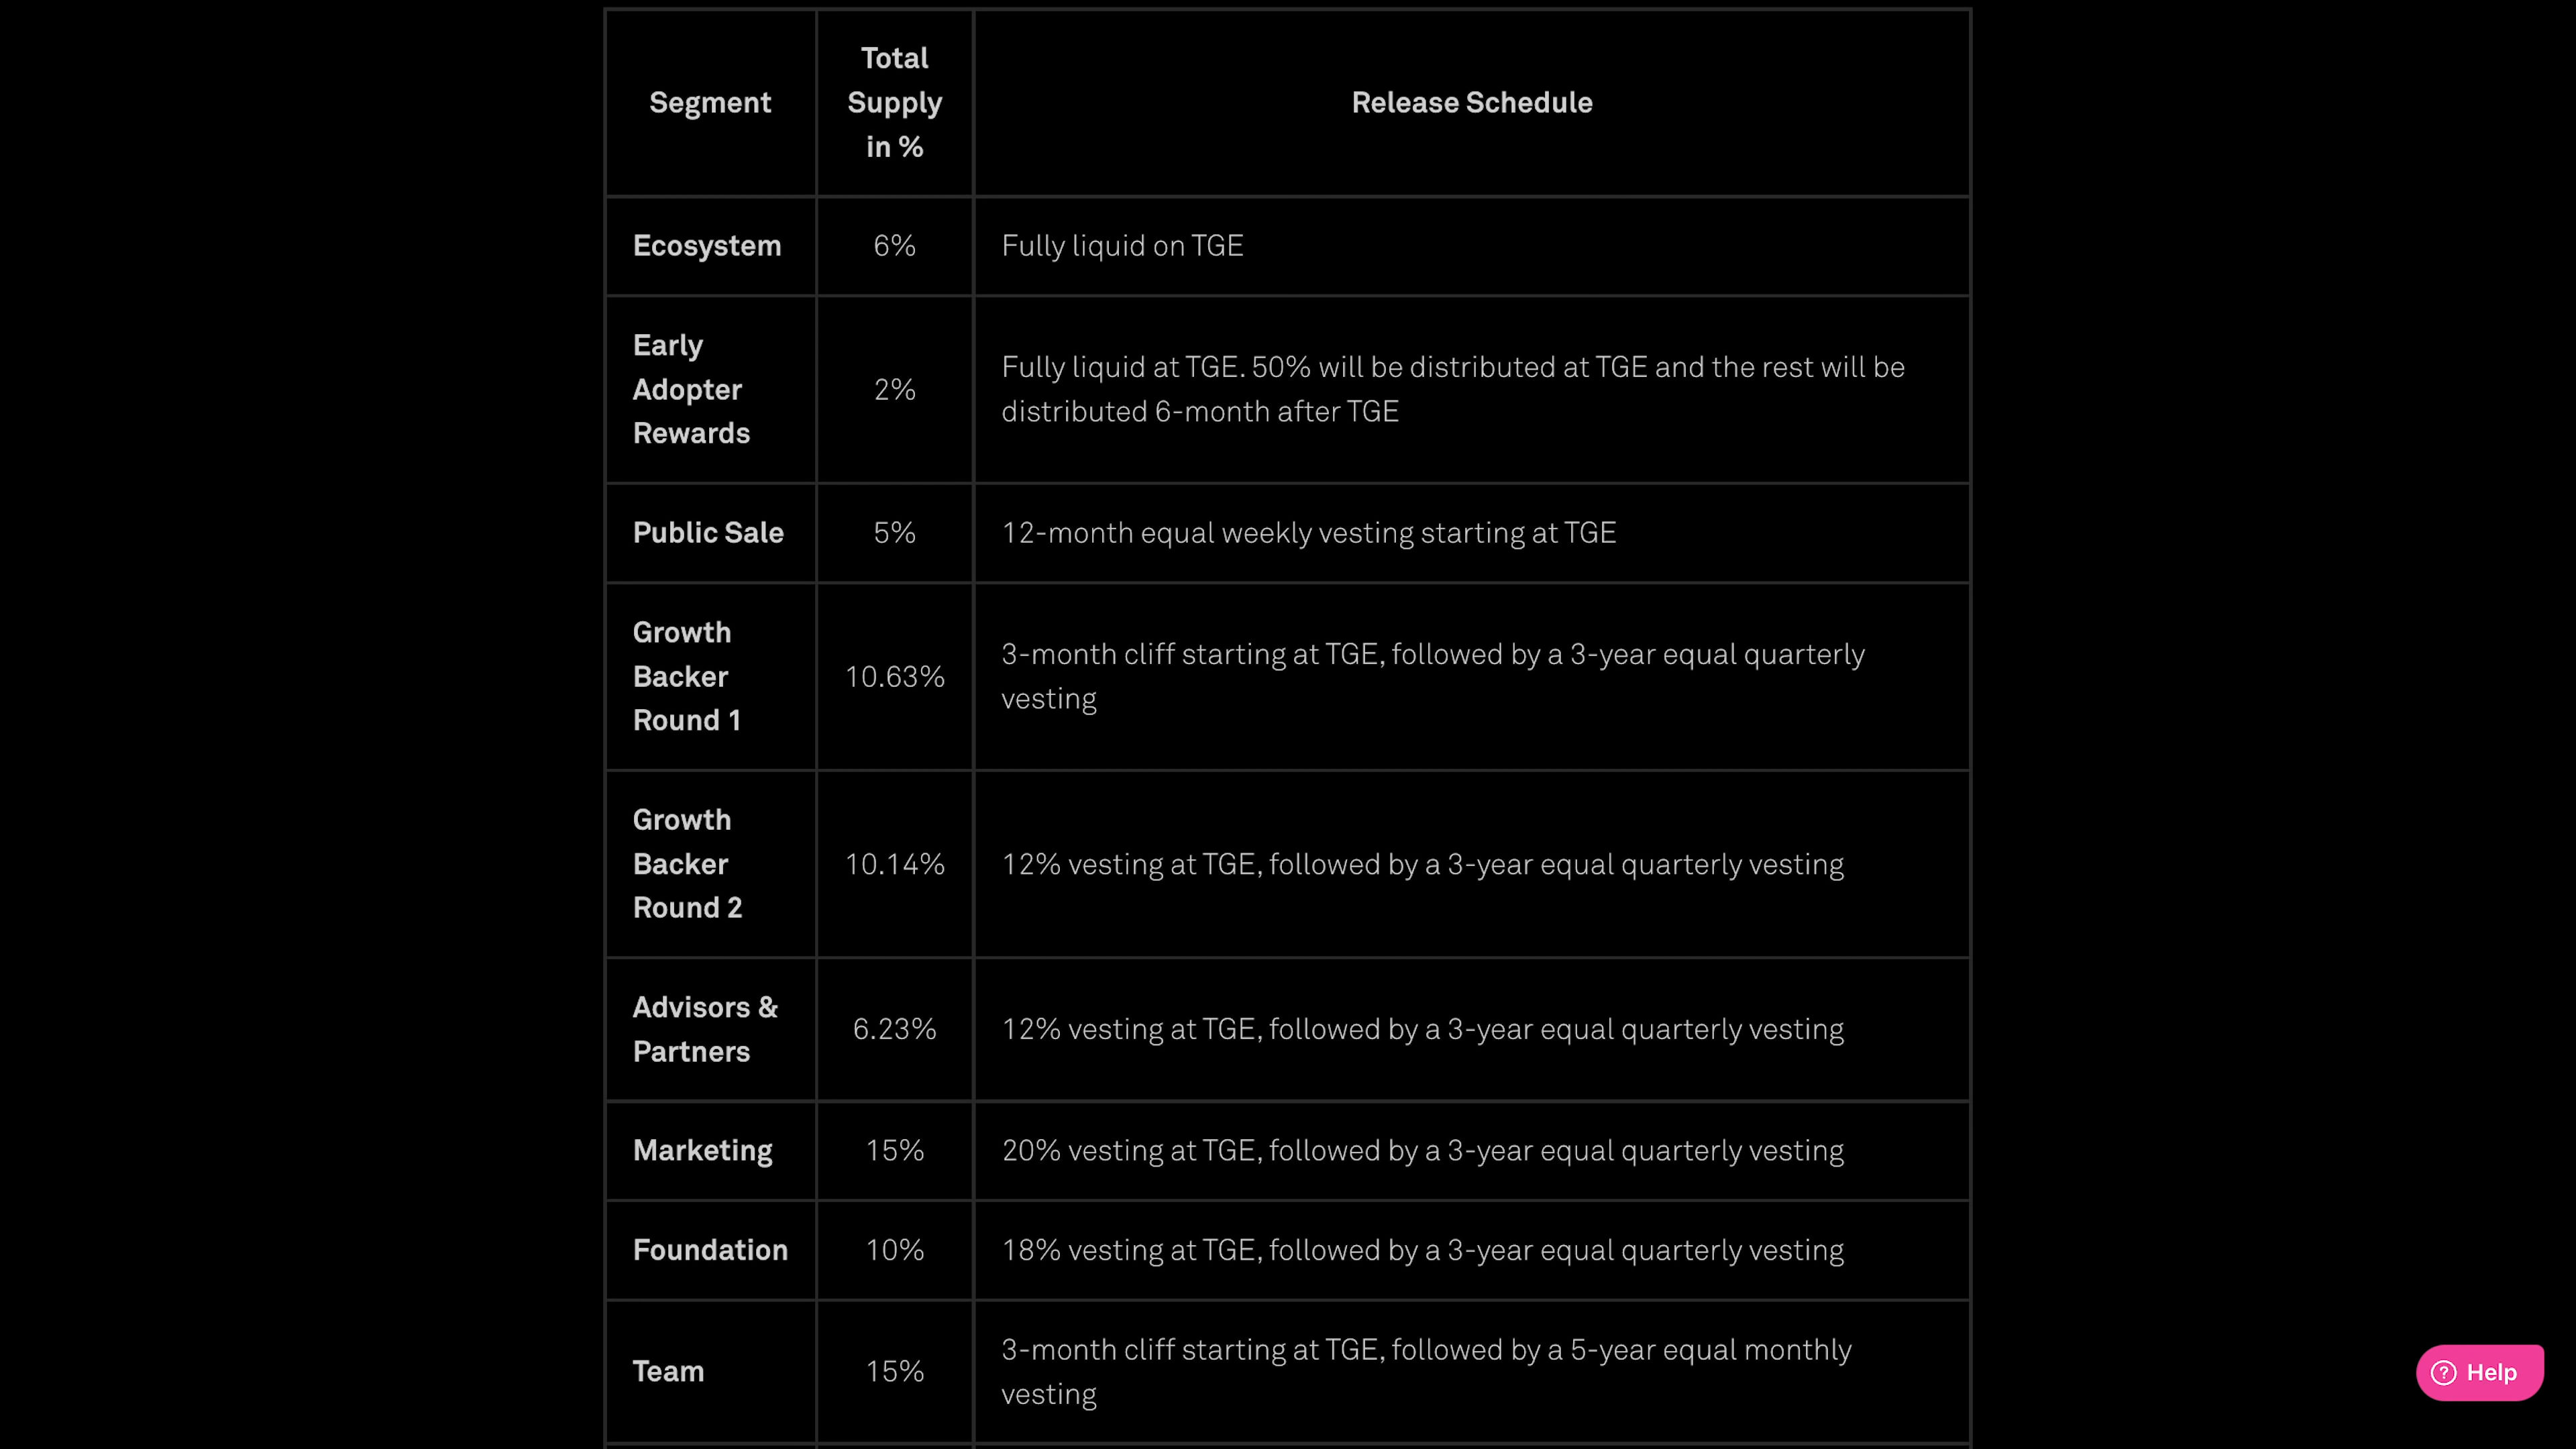 Segment
Total
Supply
in %
Release Schedule
Ecosystem
6%
Fully liquid on TGE
Early
Adopter
Rewards
2%
Fully liquid at TGE. 50% will be distributed at TGE and the rest will be
distributed 6-month after TGE
Public Sale
5%
12-month equal weekly vesting starting at TGE
Growth
Backer
Round 1
10.63%
3-month cliff starting at TGE, followed by a 3-year equal quarterly
vesting
Growth
Backer
Round 2
10.14%
12% vesting at TGE, followed by a 3-year equal quarterly vesting
Advisors &
Partners
6.23%
12% vesting at TGE, followed by a 3-year equal quarterly vesting
Marketing
15%
20% vesting at TGE, followed by a 3-year equal quarterly vesting
Foundation
10%
18% vesting at TGE, followed by a 3-year equal quarterly vesting
Team
15%
3-month cliff starting at TGE, followed by a 5-year equal monthly
vesting
Help